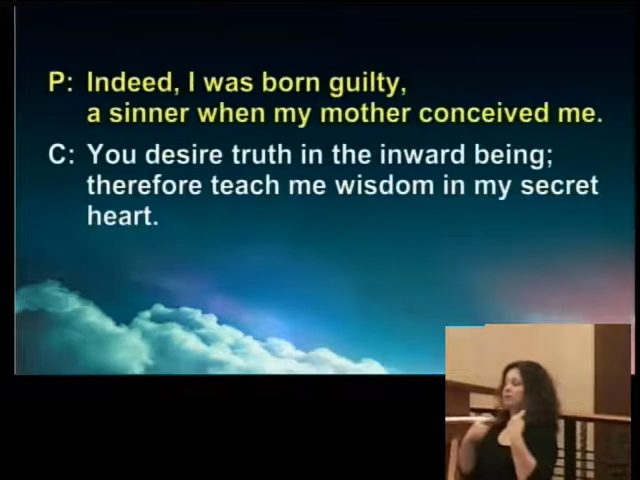 P: Indeed, I was born guilty,
a sinner when my mother conceived me.
C: You desire truth in the inward being;
therefore teach me wisdom in my secret
heart.